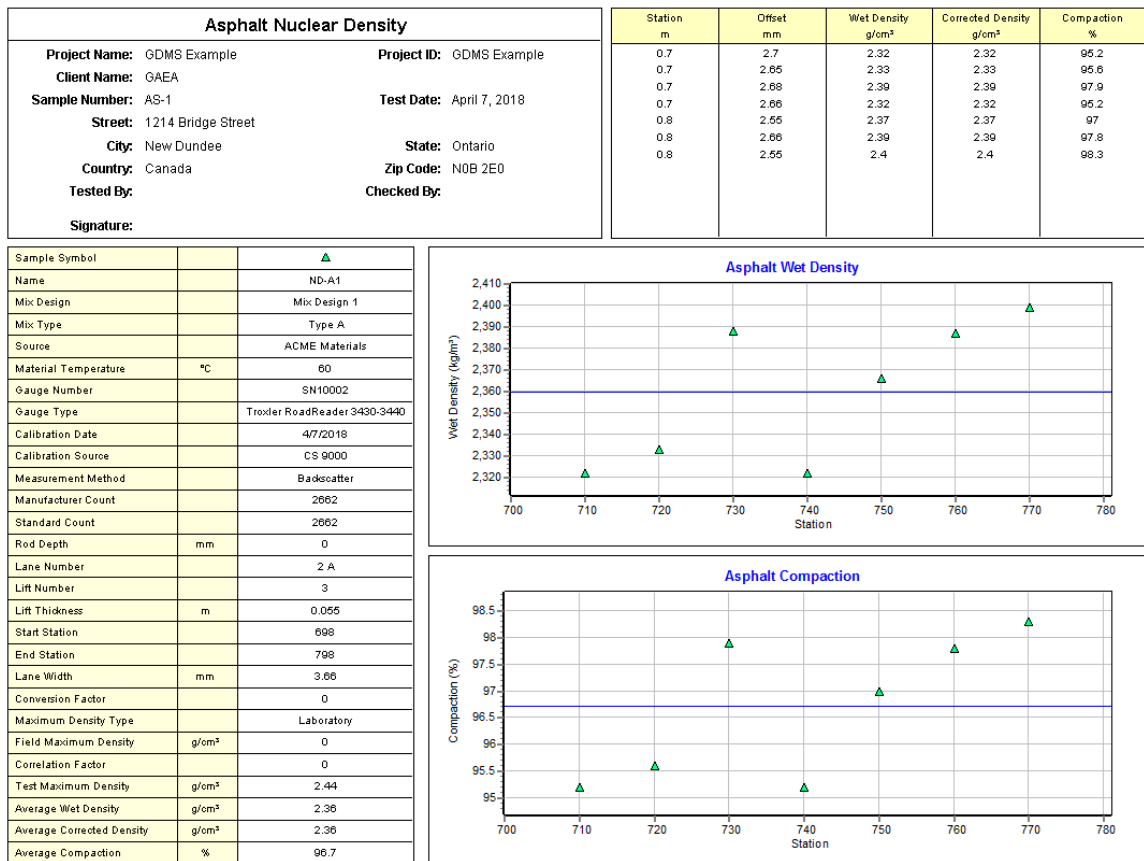 Asphalt Nuclear Density
Project Name: GDMS Example Project ID: GDMS Example
Client Name: GAEA
Sample Number: AS-1 Test Date: April 7, 2018
Street: 1214 Bridge Street
City: New Dundee State: Ontario
Country: Canada Zip Code: N0B 2E0
Tested By: Checked By:
Signature:
Station Offset Wet Density Corrected Density Compaction
m mm g/cm³ g/cm³ %
0.7 2.7 2.32 2.32 95.2
0.7 2.65 2.33 2.33 95.6
0.7 2.68 2.39 2.39 97.9
0.7 2.66 2.32 2.32 95.2
0.8 2.55 2.37 2.37 97
0.8 2.66 2.39 2.39 97.8
0.8 2.55 2.4 2.4 98.3
Sample Symbol
Name ND-A1
Mix Design Mix Design 1
Mix Type Type A
Source ACME Materials
Material Temperature °C 60
Gauge Number SN10002
Gauge Type Troxler RoadReader 3430-3440
Calibration Date 4/7/2018
Calibration Source CS 9000
Measurement Method Backscatter
Manufacturer Count 2662
Standard Count 2662
Rod Depth mm 0
Lane Number 2 A
Lift Number 3
Lift Thickness m 0.055
Start Station 698
End Station 798
Lane Width mm 3.66
Conversion Factor 0
Maximum Density Type Laboratory
Field Maximum Density g/cm³ 0
Correlation Factor 0
Test Maximum Density g/cm³ 2.44
Average Wet Density g/cm³ 2.36
Average Corrected Density g/cm³ 2.36
Average Compaction % 96.7
Asphalt Wet Density
Wet Density (kg/m³)
2,410
2,400
2,390
2,380
2,370
2,360
2,350
2,340
2,330
2,320
700 710 720 730 740 750 760 770 780
Station
Asphalt Compaction
Compaction (%)
98.5
98
97.5
97
96.5
96
95.5
95
700 710 720 730 740 750 760 770 780
Station